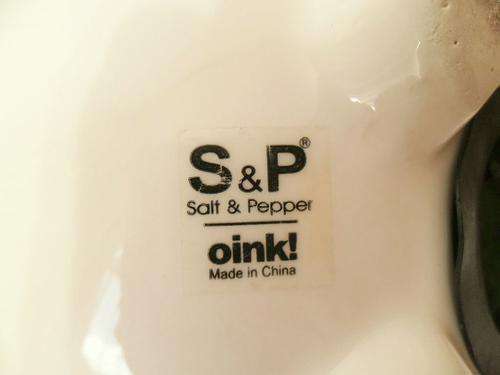 S&P®
Salt & Pepper
oink!
Made in China